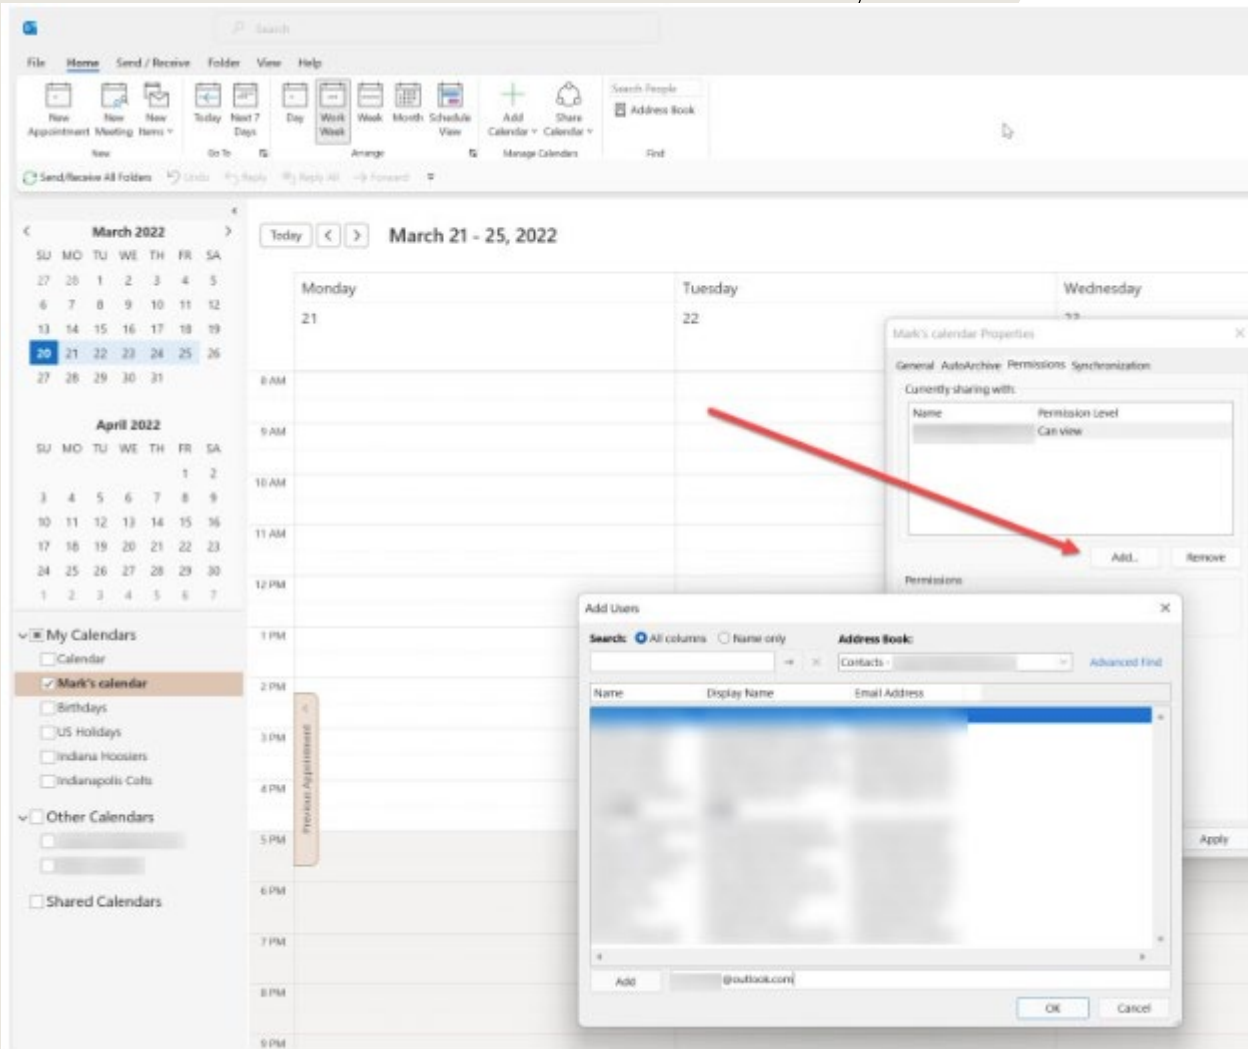 Search
File Home Send / Receive Folder View Help
New Appointment
New Meeting
New Items
Today
Next 7 Days
Day
Work Week
Week
Month
Schedule View
Add Calendar
Share Calendar
Search People
Address Book
New
Go To
Arrange
Manage Calendars
Find
Send/Receive All Folders Undo Reply Reply All Forward
March 2022
SU MO TU WE TH FR SA
27 28 1 2 3 4 5
6 7 8 9 10 11 12
13 14 15 16 17 18 19
20 21 22 23 24 25 26
27 28 29 30 31
April 2022
SU MO TU WE TH FR SA
1 2
3 4 5 6 7 8 9
10 11 12 13 14 15 16
17 18 19 20 21 22 23
24 25 26 27 28 29 30
1 2 3 4 5 6 7
My Calendars
Calendar
Mark's calendar
Birthdays
US Holidays
Indiana Hoosiers
Indianapolis Colts
Other Calendars
Shared Calendars
Today < > March 21 - 25, 2022
Monday Tuesday Wednesday
21 22
8 AM
9 AM
10 AM
11 AM
12 PM
1 PM
2 PM
3 PM
4 PM
5 PM
6 PM
7 PM
8 PM
9 PM
Previous Appointment
Mark's calendar Properties
General AutoArchive Permissions Synchronization
Currently sharing with:
Name Permission Level
Can view
Add... Remove
Permissions
Apply
Add Users
Search: All columns Name only Address Book:
Contacts - Advanced Find
Name Display Name Email Address
Add @outlook.com
OK Cancel